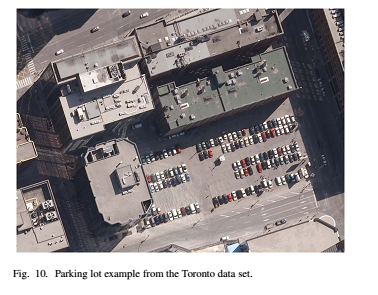 Fig. 10. Parking lot example from the Toronto data set.